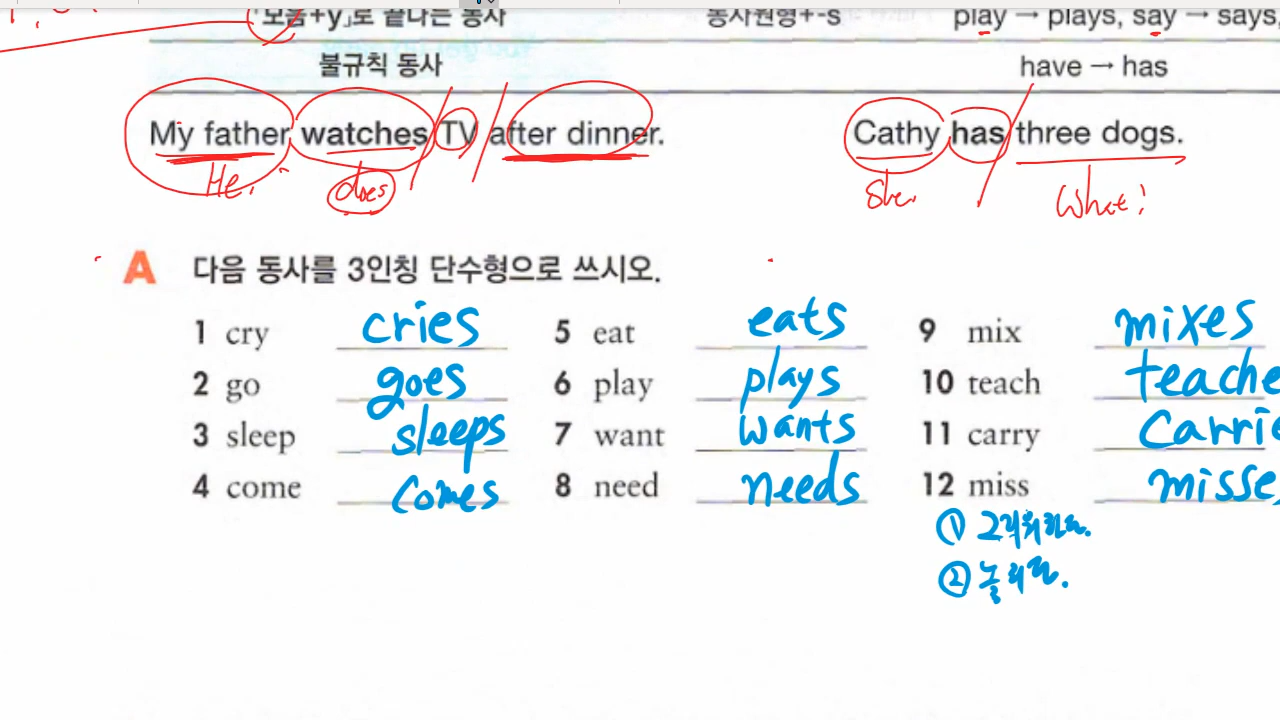 「모음+y」로 끝나는 동사 동사원형+-s play → plays, say → says,
불규칙 동사 have → has
My father watches TV after dinner. Cathy has three dogs.
He. does She. What?
A 다음 동사를 3인칭 단수형으로 쓰시오.
1 cry cries 5 eat eats 9 mix mixes
2 go goes 6 play plays 10 teach teache
3 sleep sleeps 7 want wants 11 carry Carrie
4 come comes 8 need needs 12 miss misses
① 그리워하다.
② 놓치다.